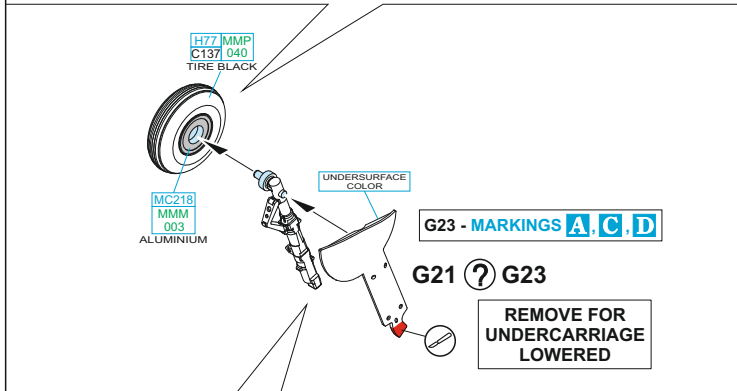 H77 MMP
C137 040
TIRE BLACK
MC218
MMM
003
ALUMINIUM
UNDERSURFACE
COLOR
G23 - MARKINGS A, C, D
G21 ? G23
REMOVE FOR
UNDERCARRIAGE
LOWERED